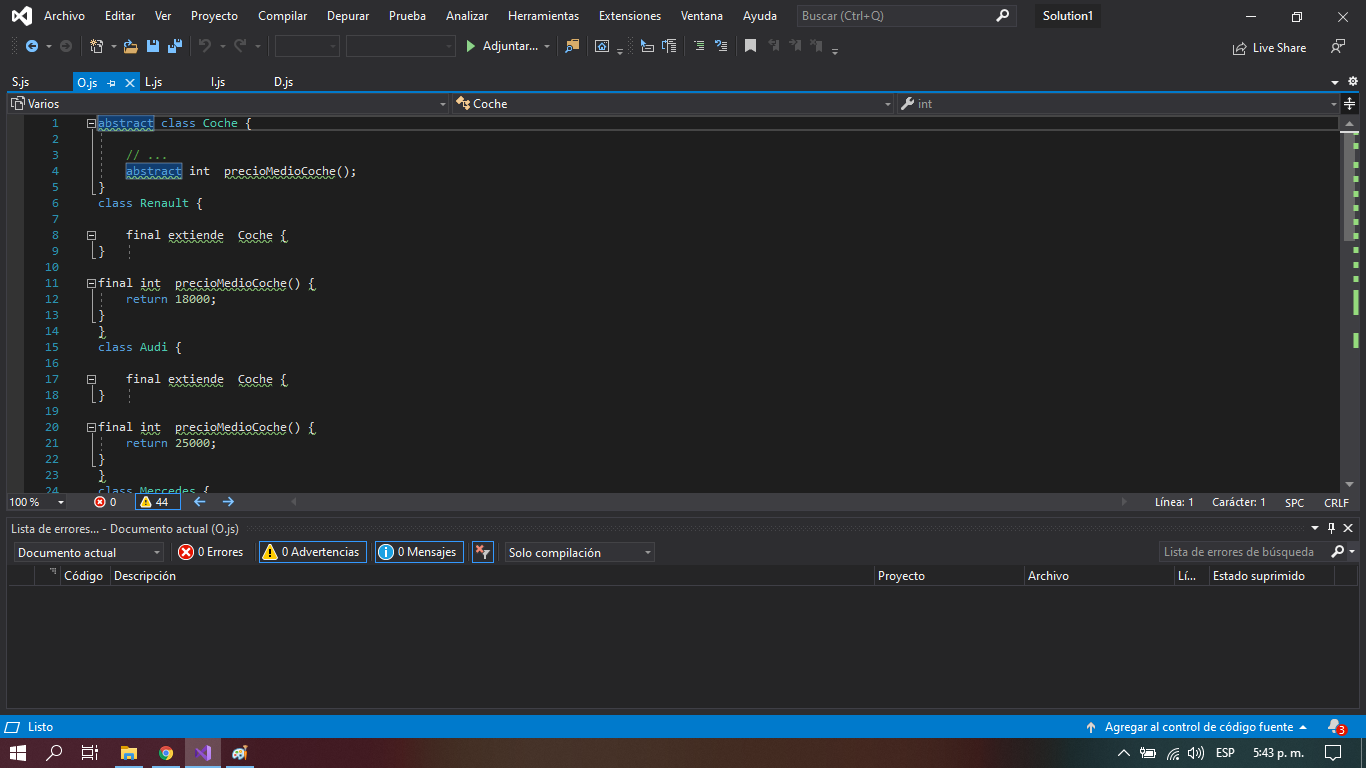 Archivo Editar Ver Proyecto Compilar Depurar Prueba Analizar Herramientas Extensiones Ventana Ayuda Buscar (Ctrl+Q) Solution1
Adjuntar... Live Share
S.js O.js L.js I.js D.js
Varios Coche int
1 abstract class Coche {
2
3 // ...
4 abstract int precioMedioCoche();
5 }
6 class Renault {
7
8 final extiende Coche {
9 }
10
11 final int precioMedioCoche() {
12 return 18000;
13 }
14 }
15 class Audi {
16
17 final extiende Coche {
18 }
19
20 final int precioMedioCoche() {
21 return 25000;
22 }
23 }
24 class Mercedes {
100 % 0 44 Línea: 1 Carácter: 1 SPC CRLF
Lista de errores... - Documento actual (O.js)
Documento actual 0 Errores 0 Advertencias 0 Mensajes Solo compilación Lista de errores de búsqueda
Código Descripción Proyecto Archivo Lí... Estado suprimido
Listo Agregar al control de código fuente 3
ESP 5:43 p. m.